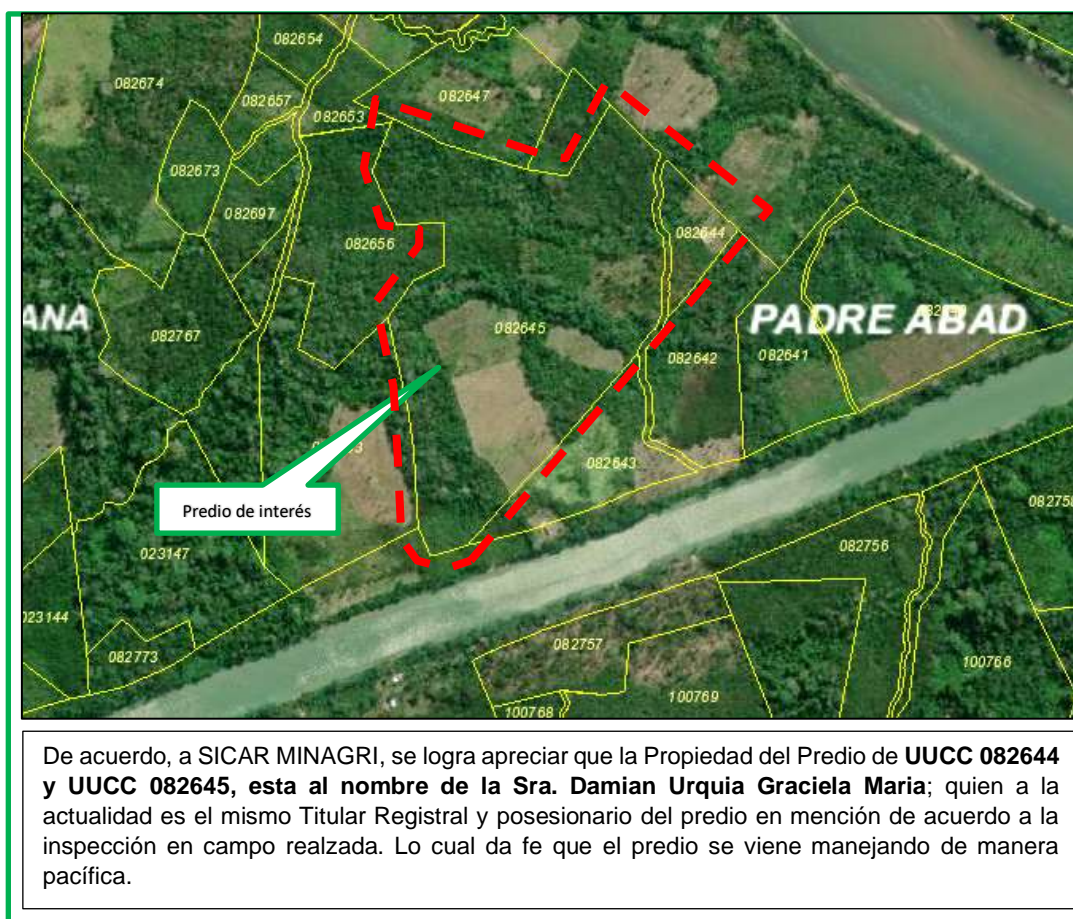 082654
082674
082657
082647
082653
082673
082697
082644
082656
ANA
PADRE ABAD
082645
082767
082642
082641
082643
Predio de interés
023147
082756
08275
023144
082757
082773
100766
100769
100768
De acuerdo, a SICAR MINAGRI, se logra apreciar que la Propiedad del Predio de UUCC 082644
y UUCC 082645, esta al nombre de la Sra. Damian Urquia Graciela Maria; quien a la
actualidad es el mismo Titular Registral y posesionario del predio en mención de acuerdo a la
inspección en campo realzada. Lo cual da fe que el predio se viene manejando de manera
pacífica.